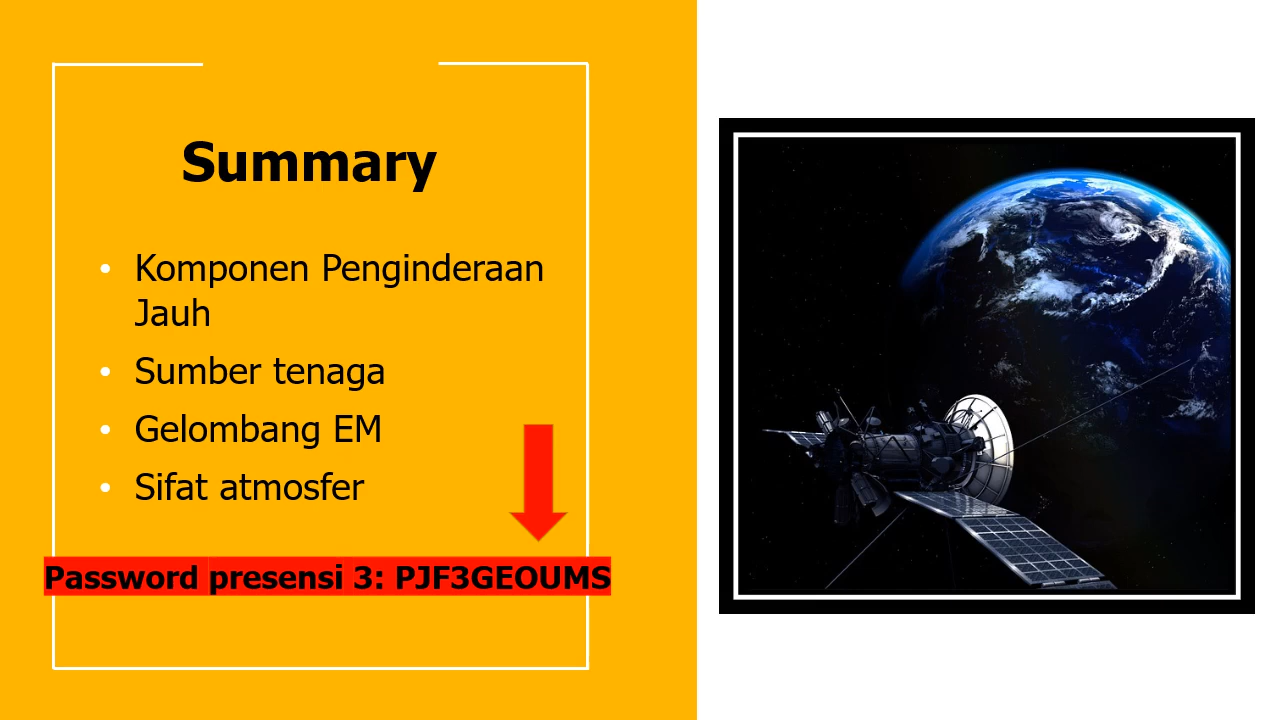 Summary
• Komponen Penginderaan
Jauh
• Sumber tenaga
• Gelombang EM
• Sifat atmosfer
Password presensi 3: PJF3GEOUMS